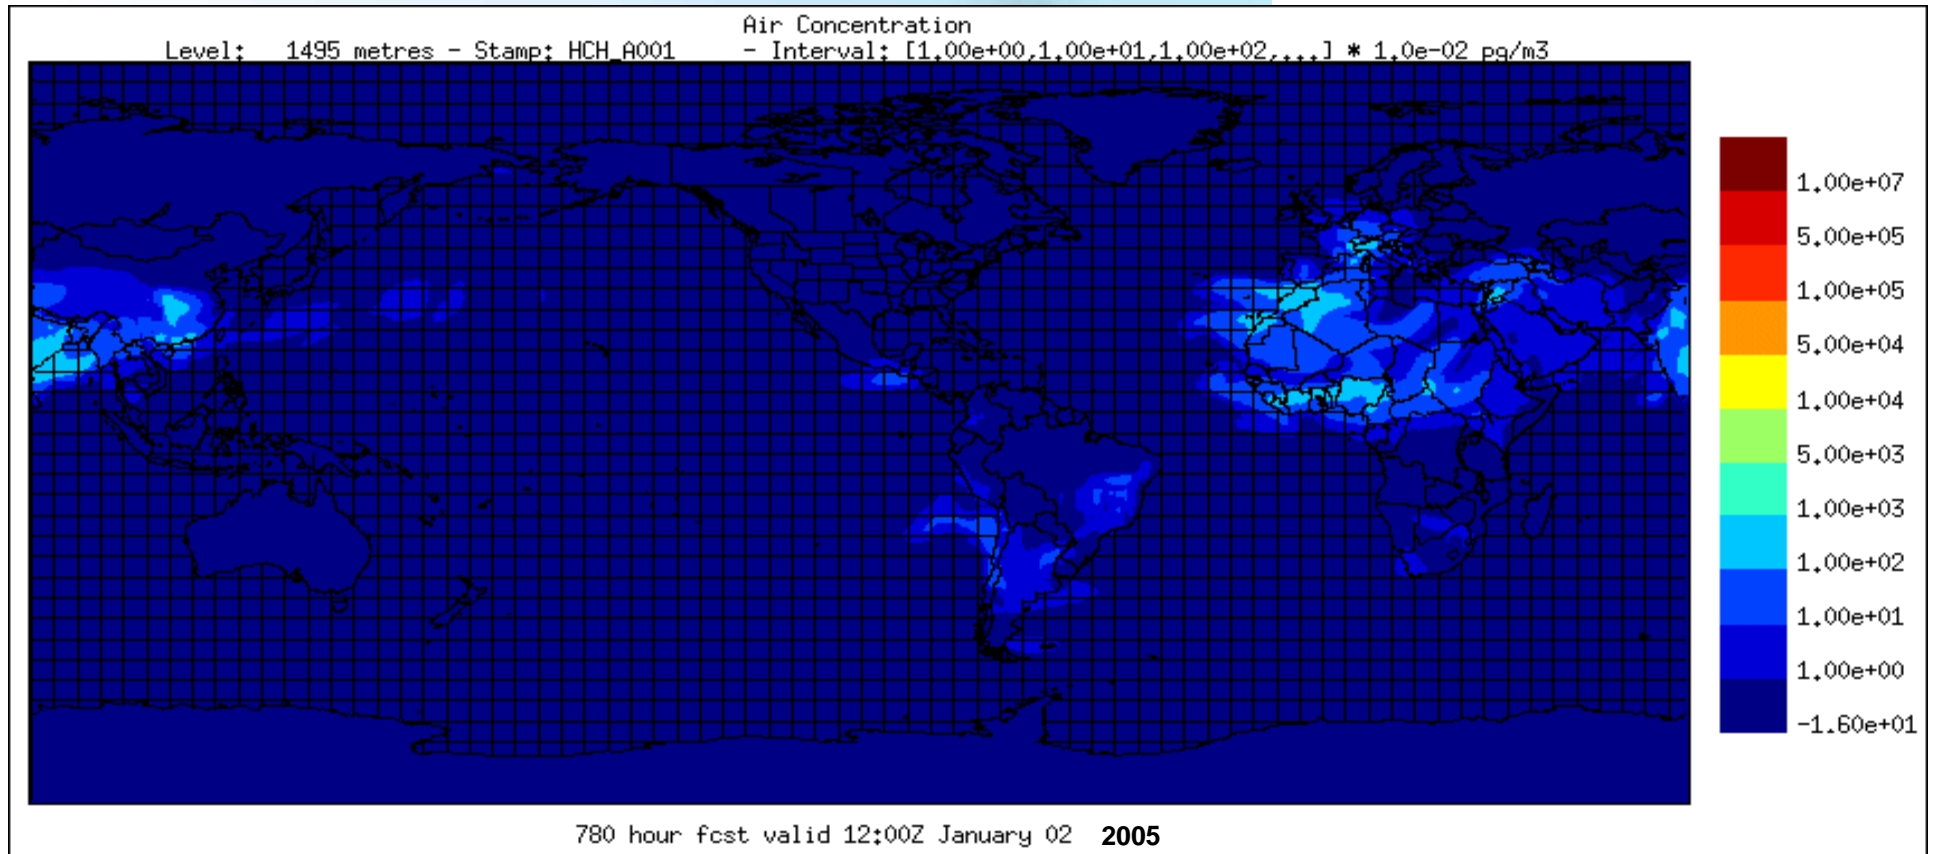 Air Concentration
Level:   1495 metres - Stamp: HCH_A001     - Interval: [1.00e+00,1.00e+01,1.00e+02,...] * 1.0e-02 pg/m3
1.00e+07
5.00e+05
1.00e+05
5.00e+04
1.00e+04
5.00e+03
1.00e+03
1.00e+02
1.00e+01
1.00e+00
-1.60e+01
780 hour fcst valid 12:00Z January 02 2005